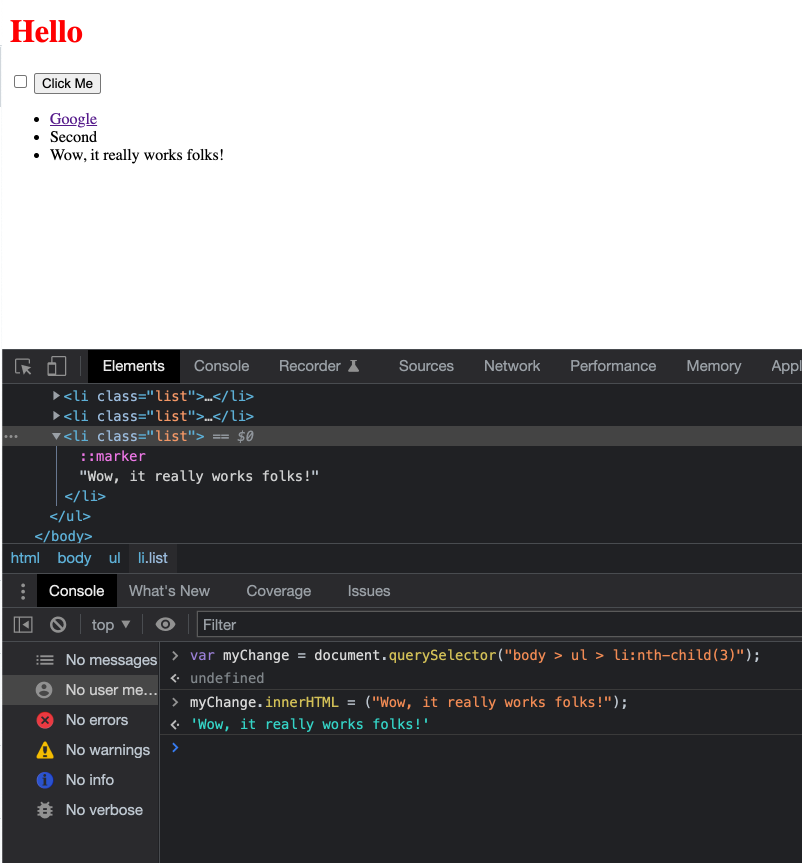 Hello
Click Me
Google
Second
Wow, it really works folks!
Elements Console Recorder Sources Network Performance Memory Appl
<li class="list">…</li>
<li class="list">…</li>
<li class="list"> == $0
::marker
"Wow, it really works folks!"
</li>
</ul>
</body>
html body ul li.list
Console What's New Coverage Issues
top Filter
No messages
No user me…
No errors
No warnings
No info
No verbose
var myChange = document.querySelector("body > ul > li:nth-child(3)");
undefined
myChange.innerHTML = ("Wow, it really works folks!");
'Wow, it really works folks!'